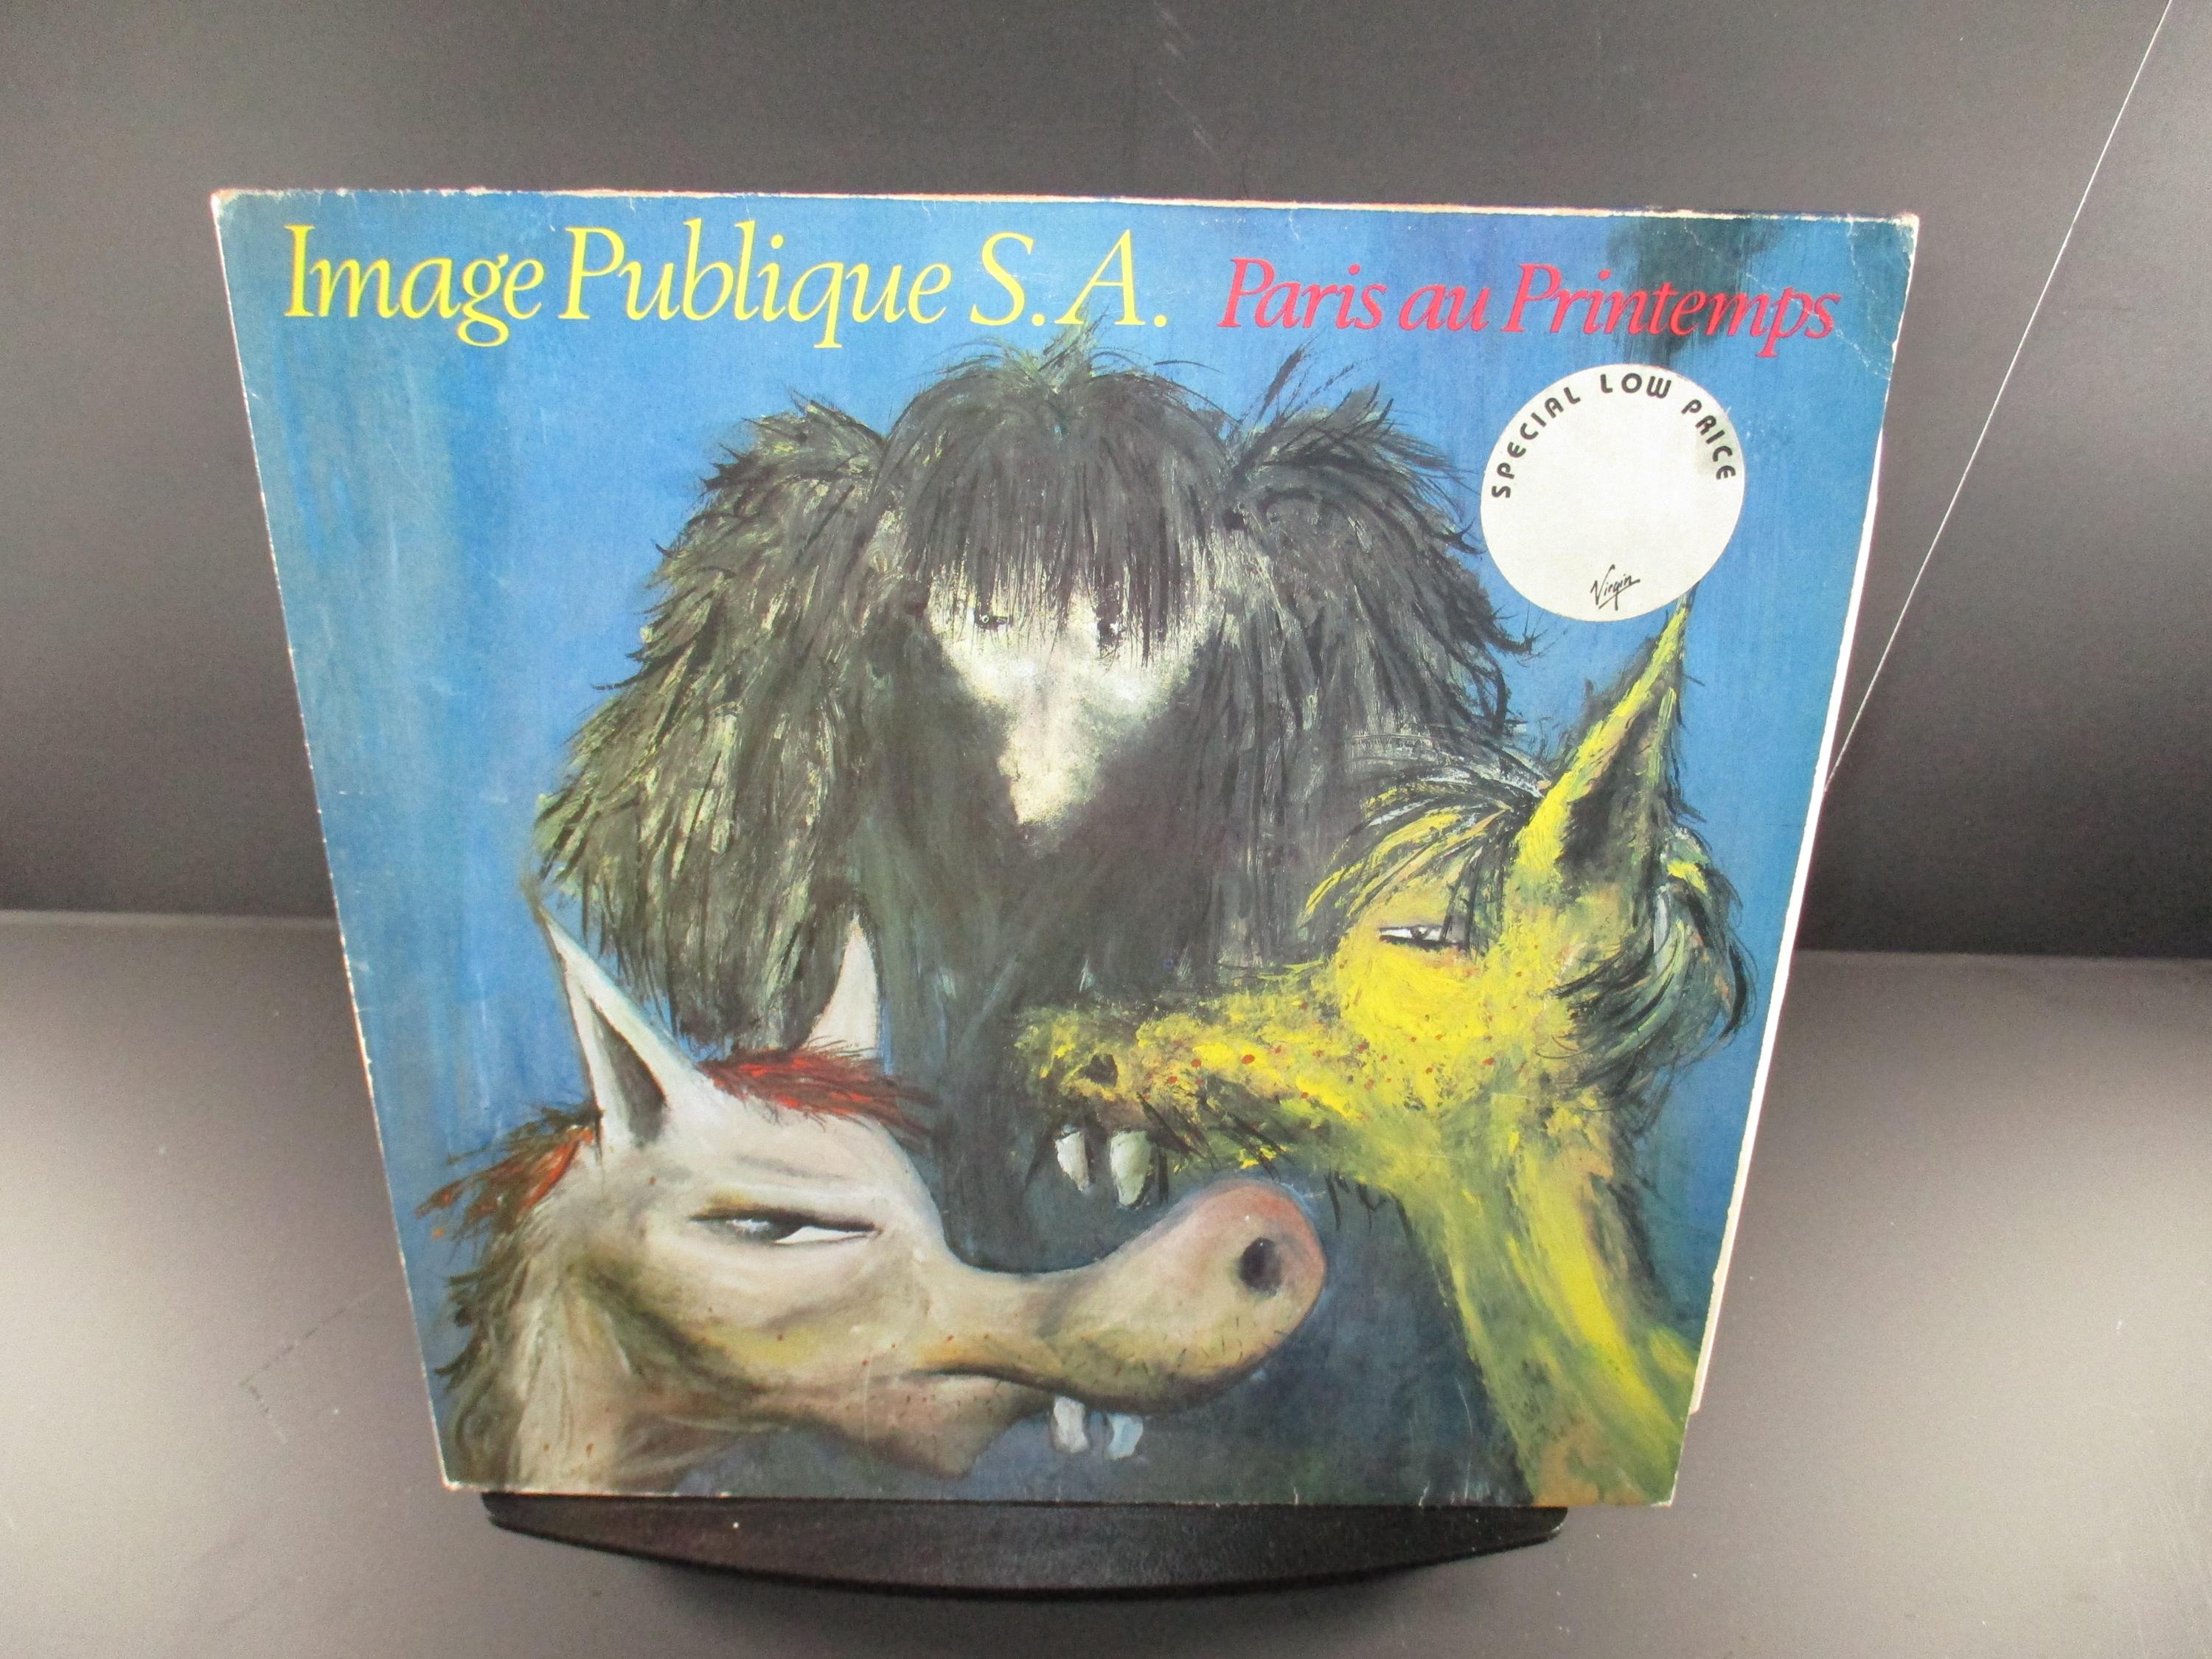 Image Publique S.A. Paris au Printemps
SPECIAL LOW PRICE
Virgin